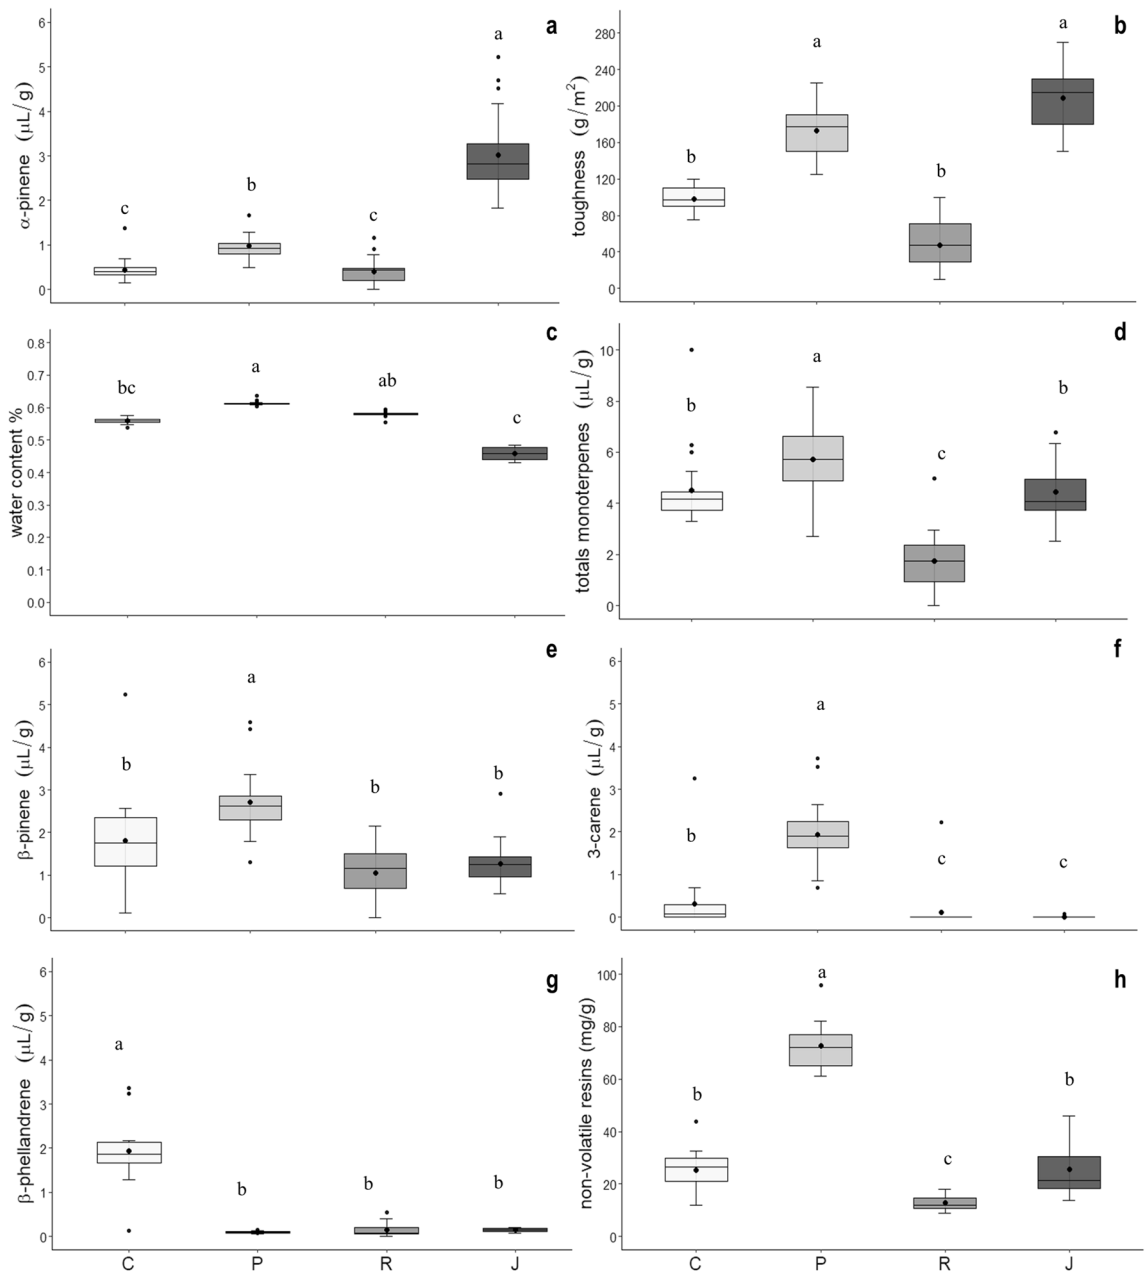 a
α-pinene (μL/g)
6
5
4
3
2
1
0
c
b
c
a
b
toughness (g/m²)
280
240
200
160
120
80
40
0
b
a
b
a
c
water content %
0.8
0.7
0.6
0.5
0.4
0.3
0.2
0.1
0.0
bc
a
ab
c
d
totals monoterpenes (μL/g)
10
8
6
4
2
0
b
a
c
b
e
β-pinene (μL/g)
6
5
4
3
2
1
0
b
a
b
b
f
3-carene (μL/g)
6
5
4
3
2
1
0
b
a
c
c
g
β-phellandrene (μL/g)
6
5
4
3
2
1
0
a
b
b
b
C P R J
h
non-volatile resins (mg/g)
100
80
60
40
20
0
b
a
c
b
C P R J